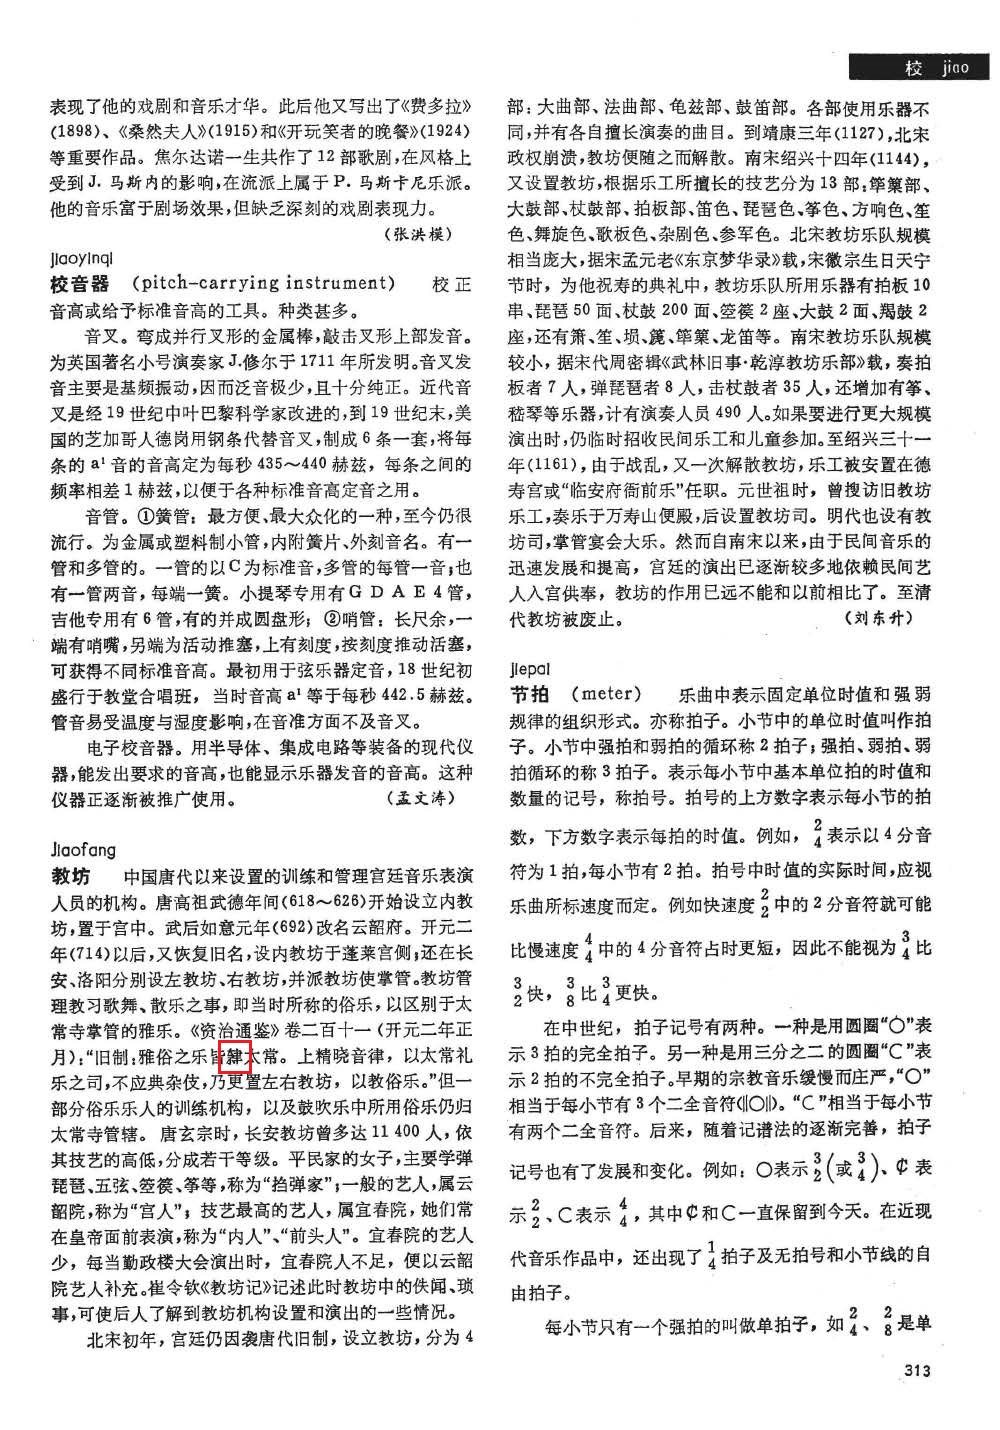 校 jiao
表现了他的戏剧和音乐才华。此后他又写出了《费多拉》
(1898)、《桑然夫人》(1915)和《开玩笑者的晚餐》(1924)
等重要作品。焦尔达诺一生共作了12部歌剧,在风格上
受到J. 马斯内的影响,在流派上属于P. 马斯卡尼乐派。
他的音乐富于剧场效果,但缺乏深刻的戏剧表现力。
(张洪模)
jiaoyinqi
校音器 (pitch-carrying instrument) 校正
音高或给予标准音高的工具。种类甚多。
音叉。弯成并行叉形的金属棒,敲击叉形上部发音。
为英国著名小号演奏家J.修尔于1711年所发明。音叉发
音主要是基频振动,因而泛音极少,且十分纯正。近代音
叉是经19世纪中叶巴黎科学家改进的,到19世纪末,美
国的芝加哥人德岗用钢条代替音叉,制成6条一套,将每
条的a¹音的音高定为每秒435～440赫兹，每条之间的
频率相差1赫兹,以便于各种标准音高定音之用。
音管。①簧管：最方便、最大众化的一种,至今仍很
流行。为金属或塑料制小管,内附簧片、外刻音名。有一
管和多管的。一管的以C为标准音,多管的每管一音;也
有一管两音,每端一簧。小提琴专用有G D A E 4管,
吉他专用有6管,有的并成圆盘形；②哨管：长尺余,一
端有哨嘴,另端为活动推塞,上有刻度,按刻度推动活塞,
可获得不同标准音高。最初用于弦乐器定音,18世纪初
盛行于教堂合唱班，当时音高a¹等于每秒442.5赫兹。
管音易受温度与湿度影响,在音准方面不及音叉。
电子校音器。用半导体、集成电路等装备的现代仪
器,能发出要求的音高,也能显示乐器发音的音高。这种
仪器正逐渐被推广使用。 (孟文涛)
Jiaofang
教坊 中国唐代以来设置的训练和管理宫廷音乐表演
人员的机构。唐高祖武德年间(618～626)开始设立内教
坊,置于宫中。武后如意元年(692)改名云韶府。开元二
年(714)以后,又恢复旧名,设内教坊于蓬莱宫侧;还在长
安、洛阳分别设左教坊、右教坊,并派教坊使掌管。教坊管
理教习歌舞、散乐之事，即当时所称的俗乐，以区别于太
常寺掌管的雅乐。《资治通鉴》卷二百十一(开元二年正
月):“旧制:雅俗之乐皆隶太常。上精晓音律，以太常礼
乐之司,不应典杂伎,乃更置左右教坊，以教俗乐。”但一
部分俗乐乐人的训练机构，以及鼓吹乐中所用俗乐仍归
太常寺管辖。唐玄宗时，长安教坊曾多达11 400人,依
其技艺的高低,分成若干等级。平民家的女子,主要学弹
琵琶、五弦、箜篌、筝等,称为“挡弹家”;一般的艺人,属云
韶院,称为“宫人”；技艺最高的艺人，属宜春院,她们常
在皇帝面前表演,称为“内人”、“前头人”。宜春院的艺人
少，每当勤政楼大会演出时，宜春院人不足，便以云韶
院艺人补充。崔令钦《教坊记》记述此时教坊中的佚闻、琐
事,可使后人了解到教坊机构设置和演出的一些情况。
北宋初年，宫廷仍因袭唐代旧制，设立教坊,分为4
部：大曲部、法曲部、龟兹部、鼓笛部。各部使用乐器不
同,并有各自擅长演奏的曲目。到靖康三年(1127),北宋
政权崩溃,教坊便随之而解散。南宋绍兴十四年(1144),
又设置教坊,根据乐工所擅长的技艺分为13部:筚篥部、
大鼓部、杖鼓部、拍板部、笛色、琵琶色、筝色、方响色、笙
色、舞旋色、歌板色、杂剧色、参军色。北宋教坊乐队规模
相当庞大,据宋孟元老《东京梦华录》载,宋徽宗生日天宁
节时，为他祝寿的典礼中，教坊乐队所用乐器有拍板10
串、琵琶50面、杖鼓200面、箜篌2座、大鼓2面、羯鼓2
座,还有箫、笙、埙、篪、筚篥、龙笛等。南宋教坊乐队规模
较小，据宋代周密辑《武林旧事·乾淳教坊乐部》载，奏拍
板者7人,弹琵琶者8人，击杖鼓者35人,还增加有筝、
嵇琴等乐器,计有演奏人员490人。如果要进行更大规模
演出时,仍临时招收民间乐工和儿童参加。至绍兴三十一
年(1161),由于战乱,又一次解散教坊,乐工被安置在德
寿宫或“临安府衙前乐”任职。元世祖时，曾搜访旧教坊
乐工,奏乐于万寿山便殿,后设置教坊司。明代也设有教
坊司,掌管宴会大乐。然而自南宋以来,由于民间音乐的
迅速发展和提高，宫廷的演出已逐渐较多地依赖民间艺
人入宫供奉，教坊的作用已远不能和以前相比了。至清
代教坊被废止。 (刘东升)
jiepai
节拍 (meter) 乐曲中表示固定单位时值和强弱
规律的组织形式。亦称拍子。小节中的单位时值叫作拍
子。小节中强拍和弱拍的循环称2拍子;强拍、弱拍、弱
拍循环的称3拍子。表示每小节中基本单位拍的时值和
数量的记号，称拍号。拍号的上方数字表示每小节的拍
数，下方数字表示每拍的时值。例如，2/4表示以4分音
符为1拍,每小节有2拍。拍号中时值的实际时间,应视
乐曲所标速度而定。例如快速度2/2中的2分音符就可能
比慢速度4/4中的4分音符占时更短，因此不能视为3/4比
3/2快，3/8比3/4更快。
在中世纪，拍子记号有两种。一种是用圆圈“○”表
示3拍的完全拍子。另一种是用三分之二的圆圈“C”表
示2拍的不完全拍子。早期的宗教音乐缓慢而庄严,“○”
相当于每小节有3个二全音符(‖○‖)。“C”相当于每小节
有两个二全音符。后来，随着记谱法的逐渐完善，拍子
记号也有了发展和变化。例如：○表示3/2(或3/4)、₵ 表
示2/2、C表示4/4，其中₵和C一直保留到今天。在近现
代音乐作品中，还出现了1/4拍子及无拍号和小节线的自
由拍子。
每小节只有一个强拍的叫做单拍子，如2/4、2/8是单
313